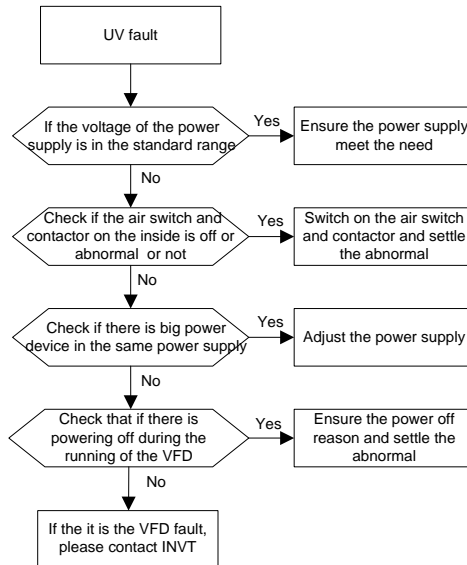 UV fault
If the voltage of the power
supply is in the standard range
Yes
Ensure the power supply
meet the need
No
Check if the air switch and
contactor on the inside is off or
abnormal or not
Yes
Switch on the air switch
and contactor and settle
the abnormal
No
Check if there is big power
device in the same power supply
Yes
Adjust the power supply
No
Check that if there is
powering off during the
running of the VFD
Yes
Ensure the power off
reason and settle the
abnormal
No
If the it is the VFD fault,
please contact INVT